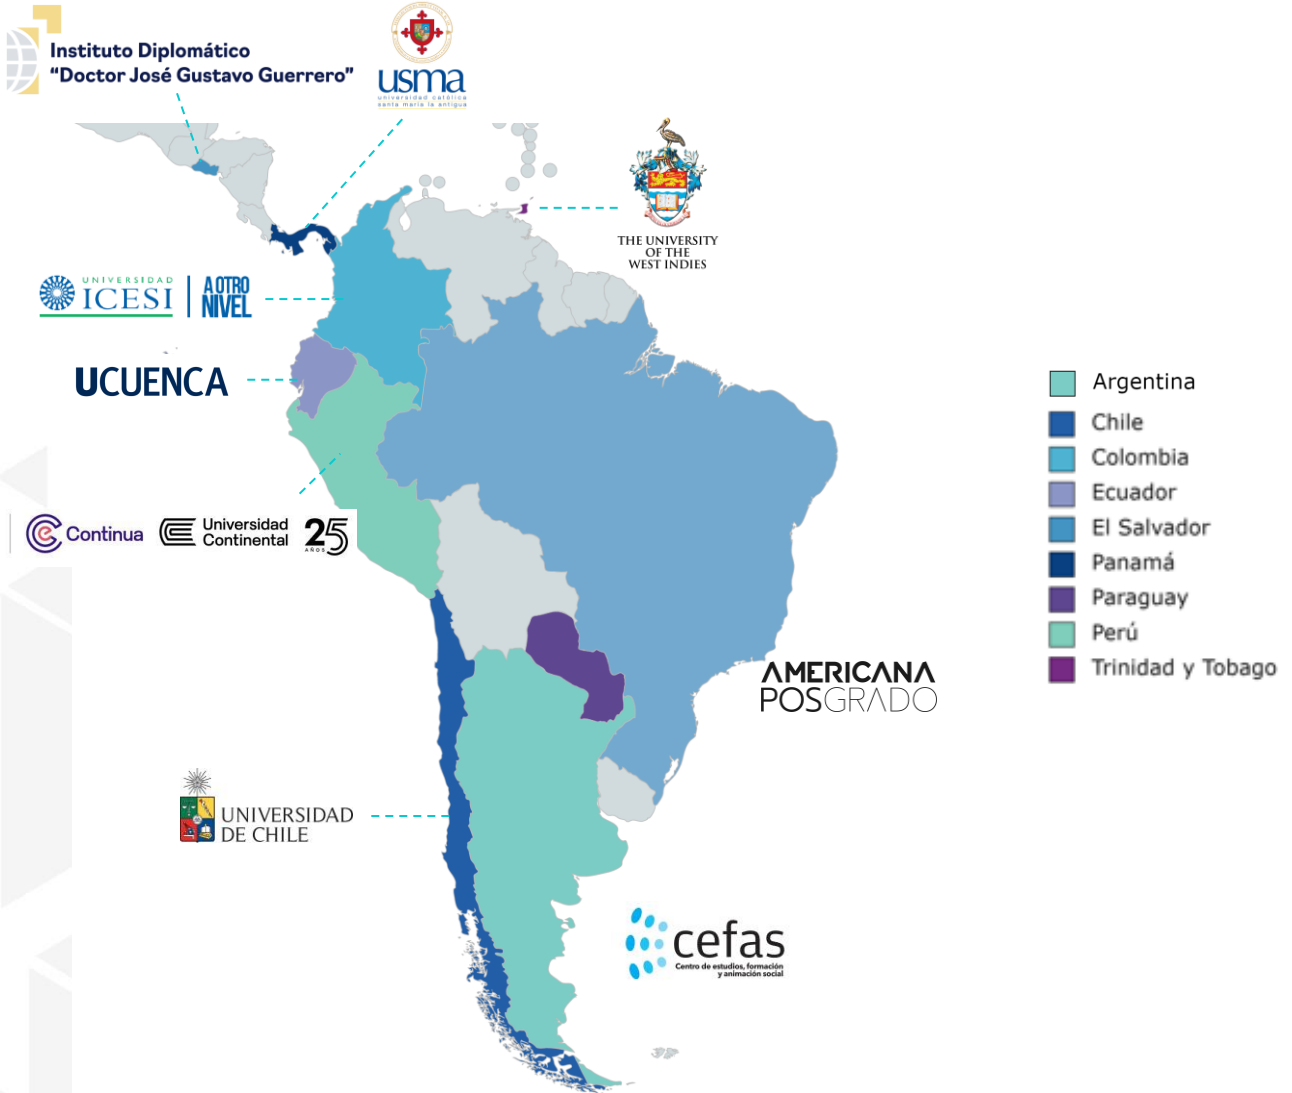 Instituto Diplomático
“Doctor José Gustavo Guerrero”
usma
universidad católica
santa maría la antigua
THE UNIVERSITY
OF THE
WEST INDIES
UNIVERSIDAD
ICESI
A OTRO
NIVEL
UCUENCA
Continua
Universidad
Continental
25
AÑOS
AMERICANA
POSGRADO
UNIVERSIDAD
DE CHILE
cefas
Centro de estudios, formación
y animación social
Argentina
Chile
Colombia
Ecuador
El Salvador
Panamá
Paraguay
Perú
Trinidad y Tobago